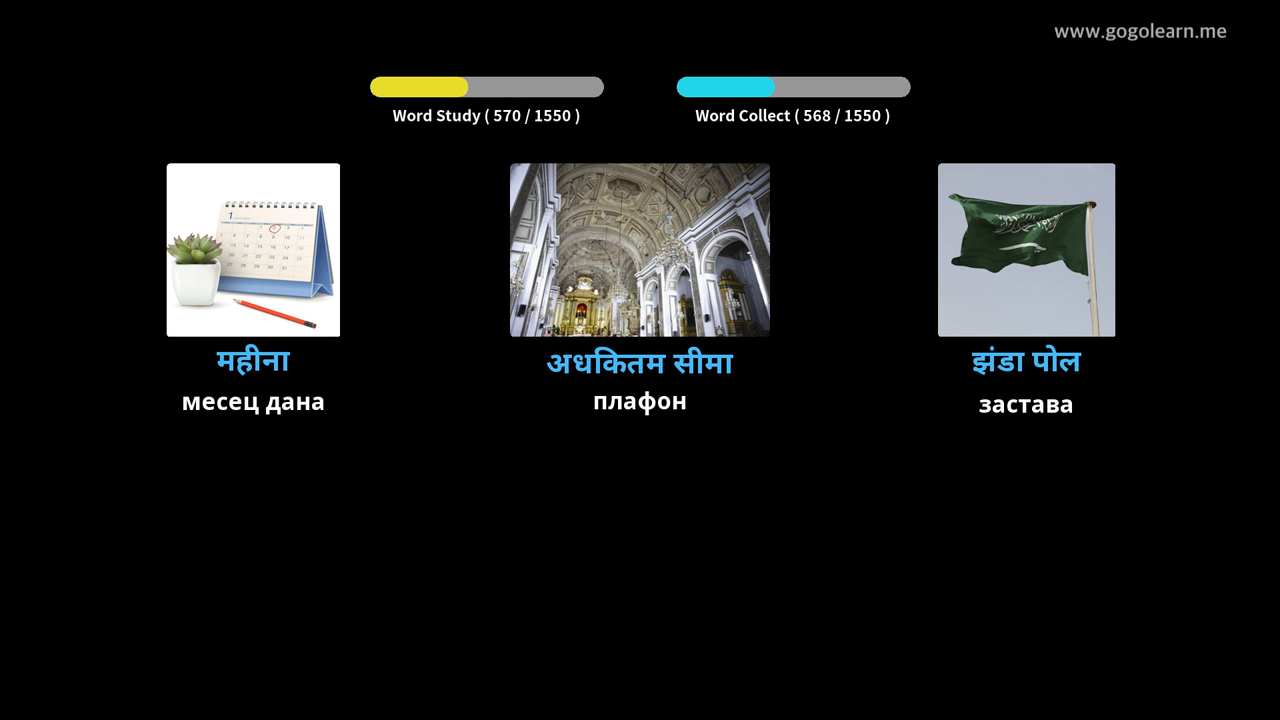 www.gogolearn.me
Word Study ( 570 / 1550 )
Word Collect ( 568 / 1550 )
महीना
अधकितम सीमा
झंडा पोल
месец дана
плафон
застава